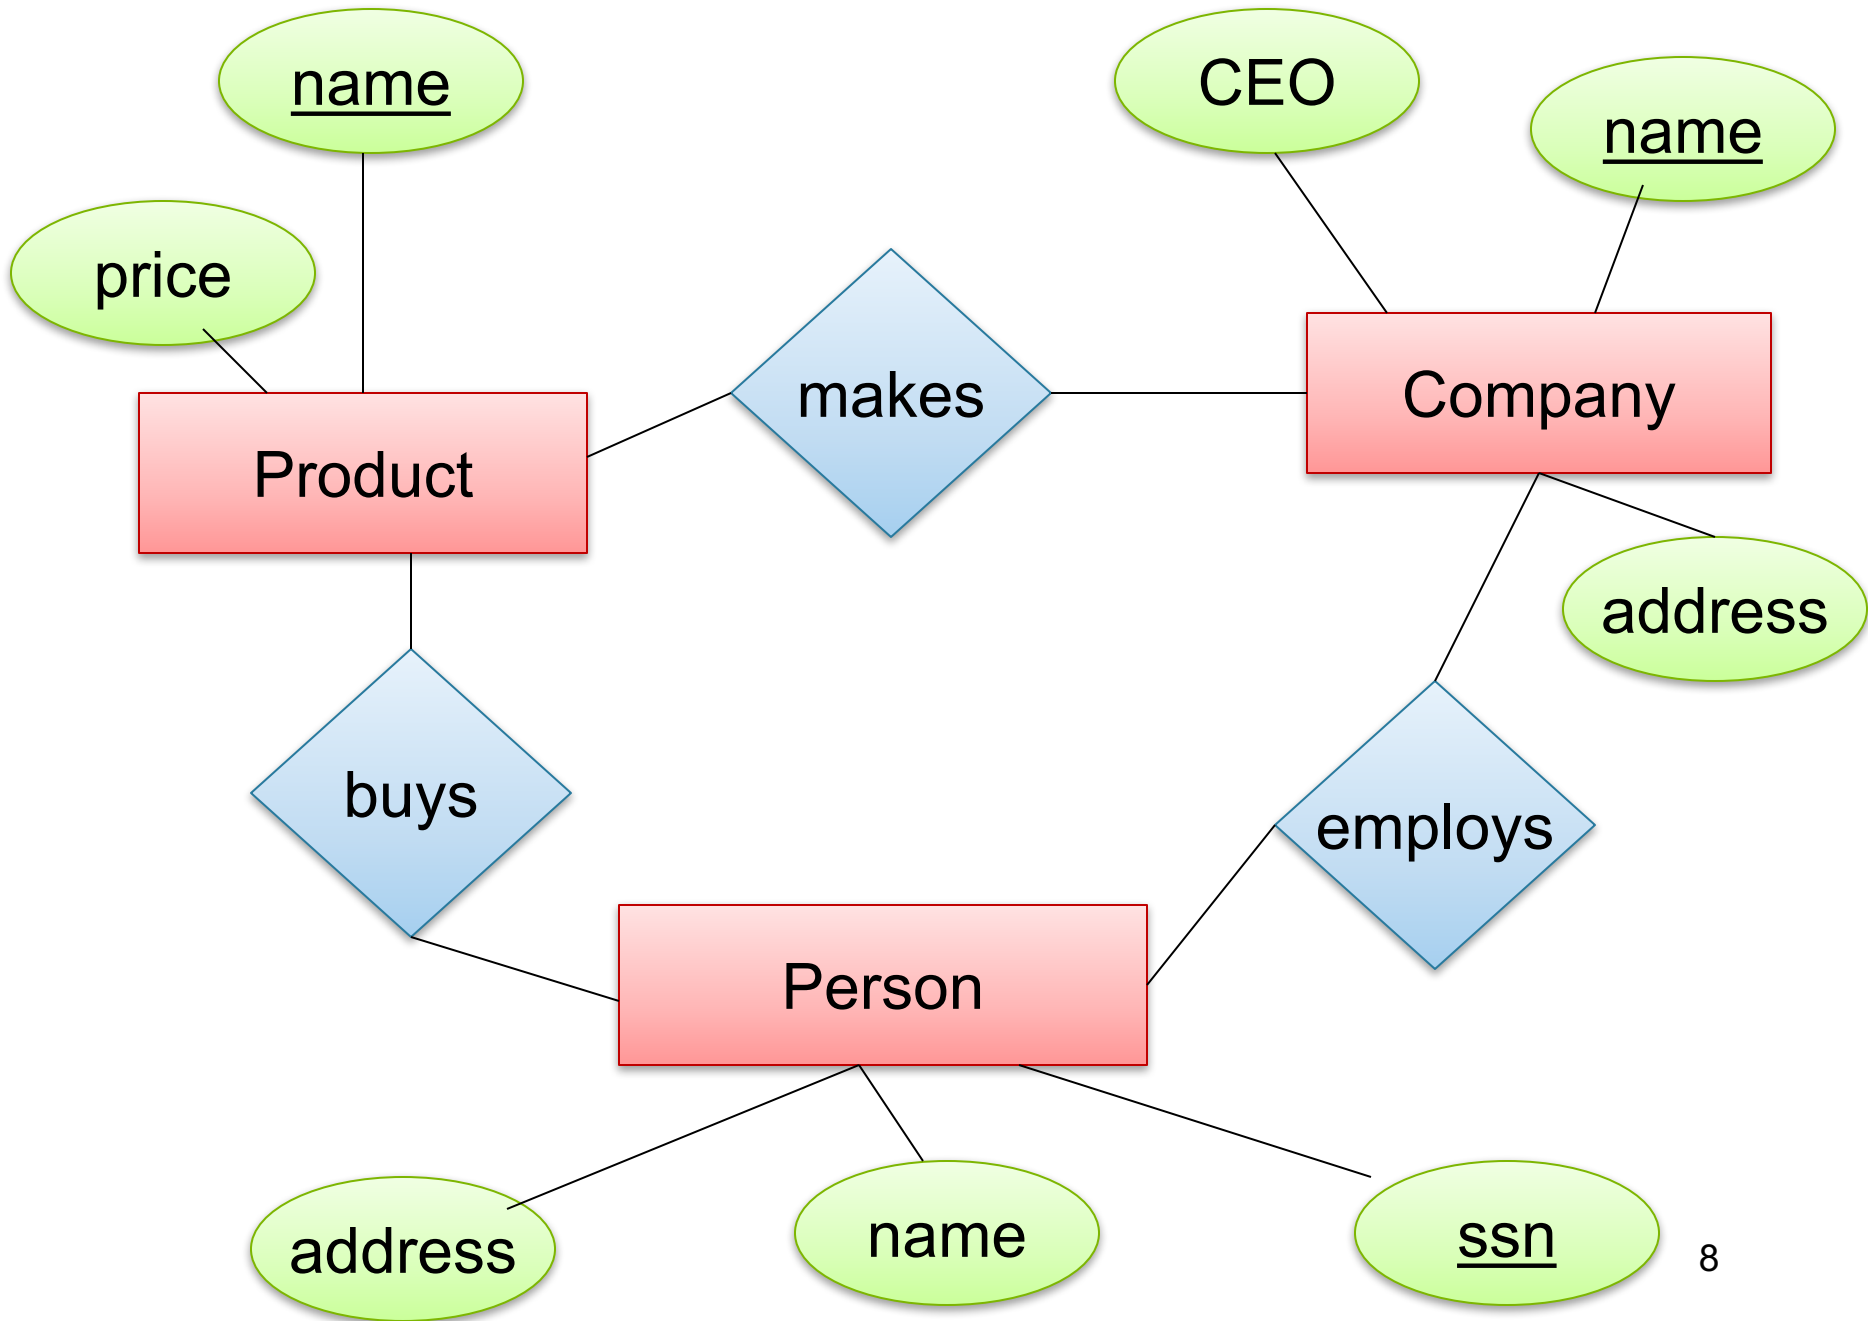 name
CEO
name
price
makes
Company
Product
address
buys
employs
Person
address
name
ssn
8